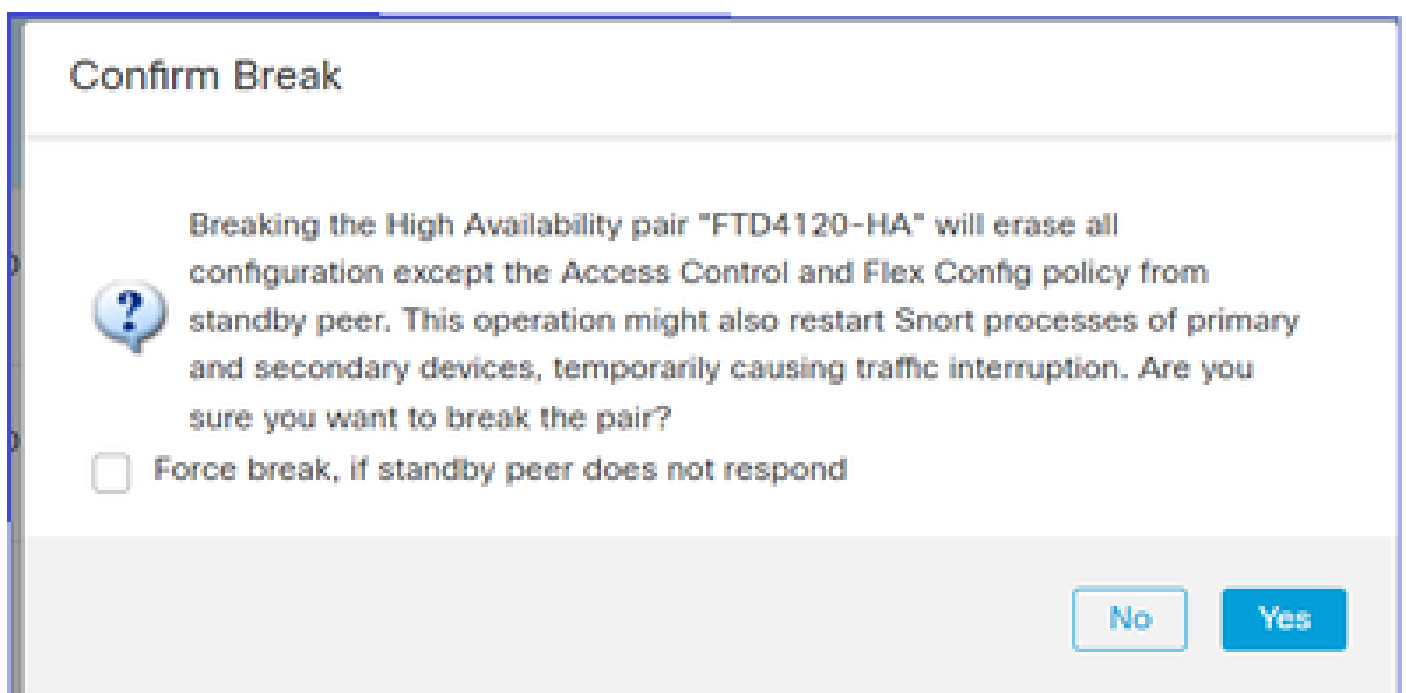 Confirm Break
Breaking the High Availability pair "FTD4120-HA" will erase all
configuration except the Access Control and Flex Config policy from
standby peer. This operation might also restart Snort processes of primary
and secondary devices, temporarily causing traffic interruption. Are you
sure you want to break the pair?
Force break, if standby peer does not respond
No
Yes